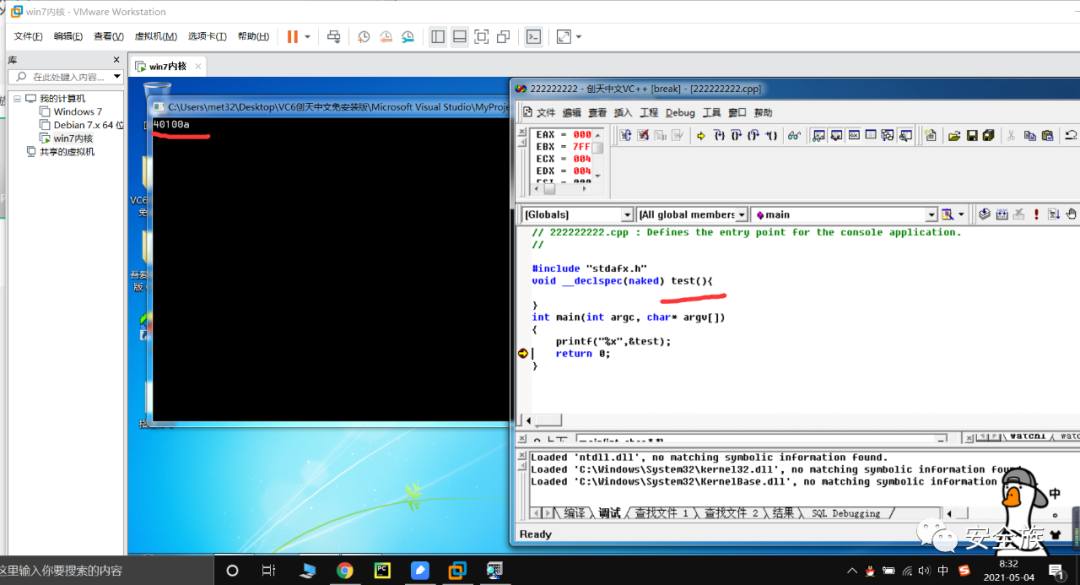 win7内核 - VMware Workstation
文件(F) 编辑(E) 查看(V) 虚拟机(M) 选项卡(T) 帮助(H)
库
在此处键入内容...
我的计算机
Windows 7
Debian 7.x 64 位
win7内核
共享的虚拟机
win7内核
C:\Users\met32\Desktop\VC6创天中文免安装版\Microsoft Visual Studio\MyProje
40100a
222222222 - 创天中文VC++ [break] - [222222222.cpp]
文件 编辑 查看 插入 工程 Debug 工具 窗口 帮助
EAX = 000
EBX = 7FF
ECX = 004
EDX = 004
[Globals] [All global members main
// 222222222.cpp : Defines the entry point for the console application.
//
#include "stdafx.h"
void __declspec(naked) test(){
}
int main(int argc, char* argv[])
{
printf("%x",&test);
return 0;
}
Loaded 'ntdll.dll', no matching symbolic information found.
Loaded 'C:\Windows\System32\kernel32.dll', no matching symbolic information fou
Loaded 'C:\Windows\System32\KernelBase.dll', no matching symbolic information
编译 调试 查找文件 1 查找文件 2 结果 SQL Debugging
Ready
中
安全族
这里输入你要搜索的内容
PC
中
8:32
2021-05-04
1